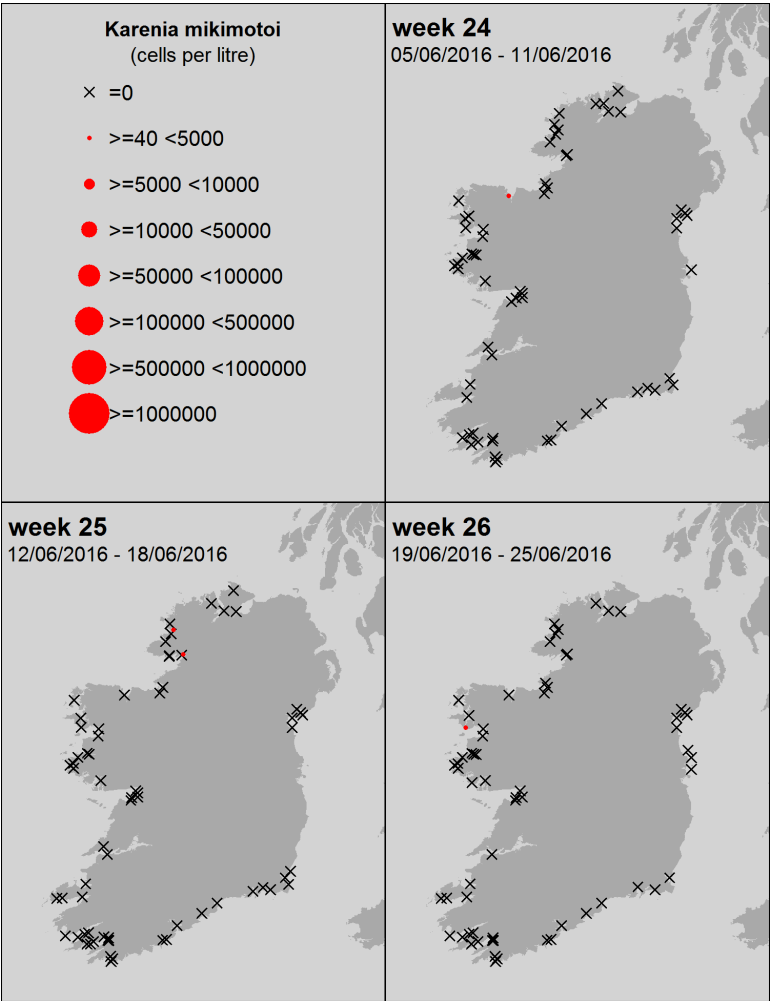 Karenia mikimotoi
(cells per litre)
=0
>=40 <5000
>=5000 <10000
>=10000 <50000
>=50000 <100000
>=100000 <500000
>=500000 <1000000
>=1000000
week 24
05/06/2016 - 11/06/2016
week 25
12/06/2016 - 18/06/2016
week 26
19/06/2016 - 25/06/2016